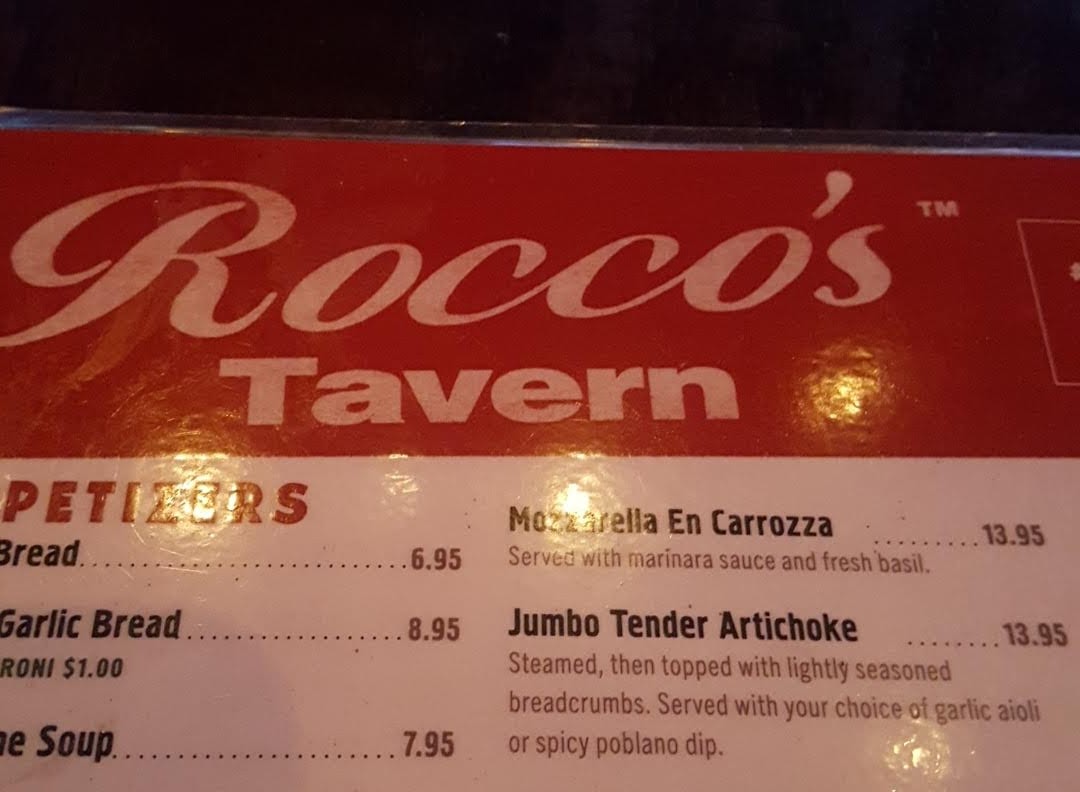 Rocco's TM
Tavern
PETIZERS
Bread 6.95
Garlic Bread 8.95
RONI $1.00
Soup 7.95
Mozzarella En Carrozza 13.95
Served with marinara sauce and fresh basil.
Jumbo Tender Artichoke 13.95
Steamed, then topped with lightly seasoned
breadcrumbs. Served with your choice of garlic aioli
or spicy poblano dip.